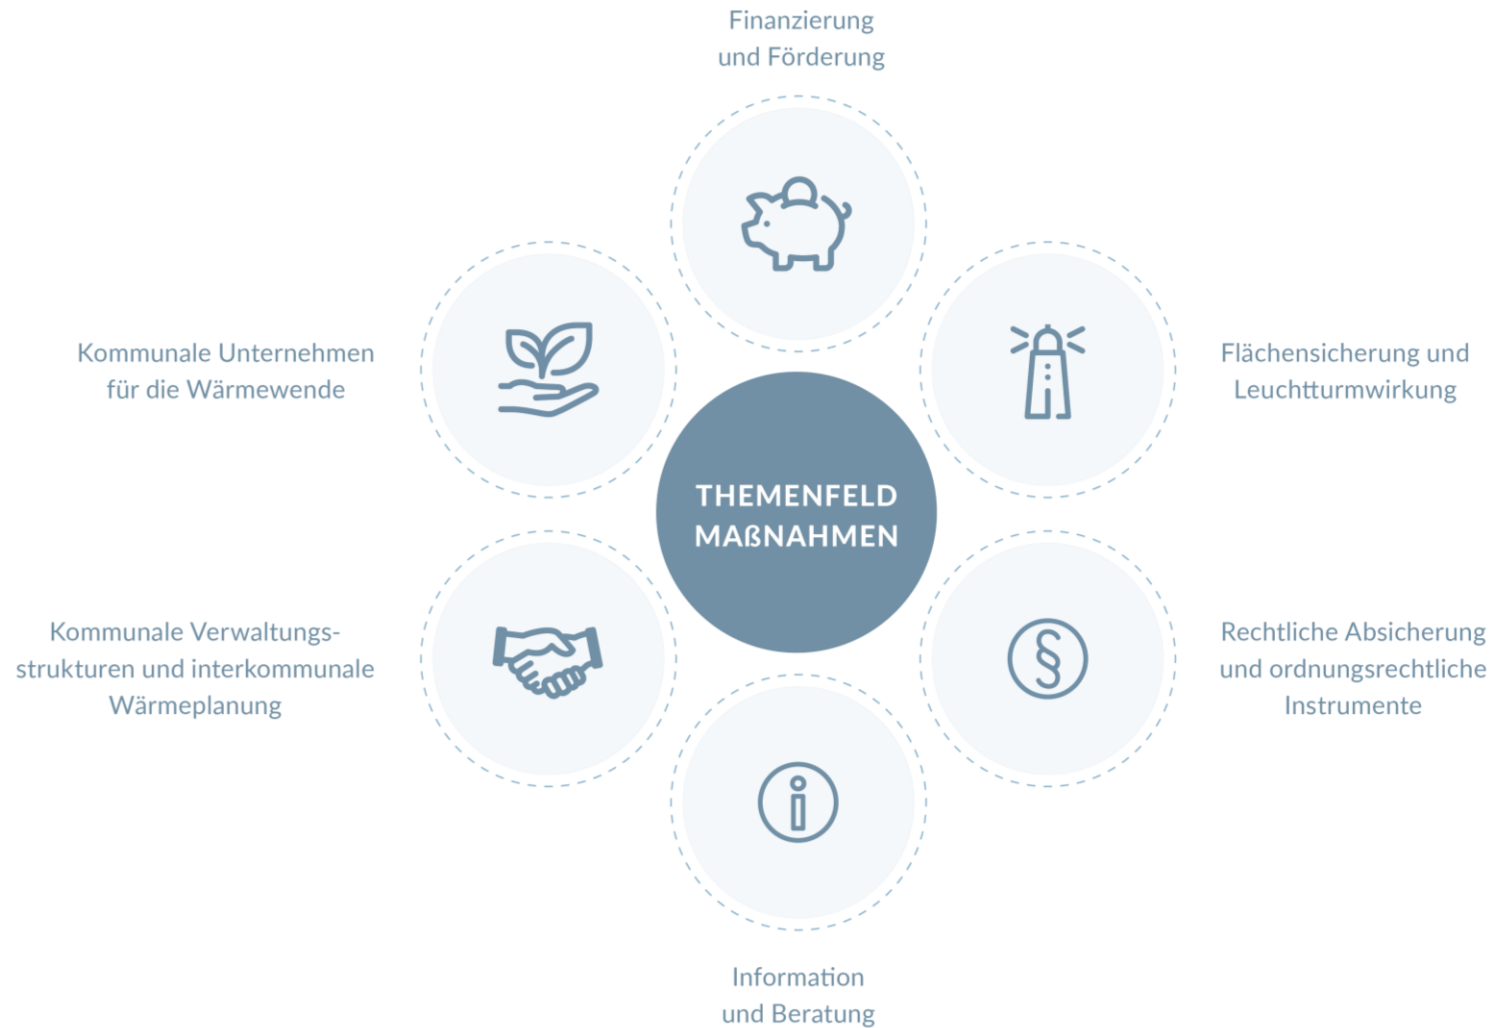 Finanzierung
und Förderung
Kommunale Unternehmen
für die Wärmewende
Flächensicherung und
Leuchtturmwirkung
THEMENFELD
MAßNAHMEN
Kommunale Verwaltungs-
strukturen und interkommunale
Wärmeplanung
Rechtliche Absicherung
und ordnungsrechtliche
Instrumente
§
i
Information
und Beratung